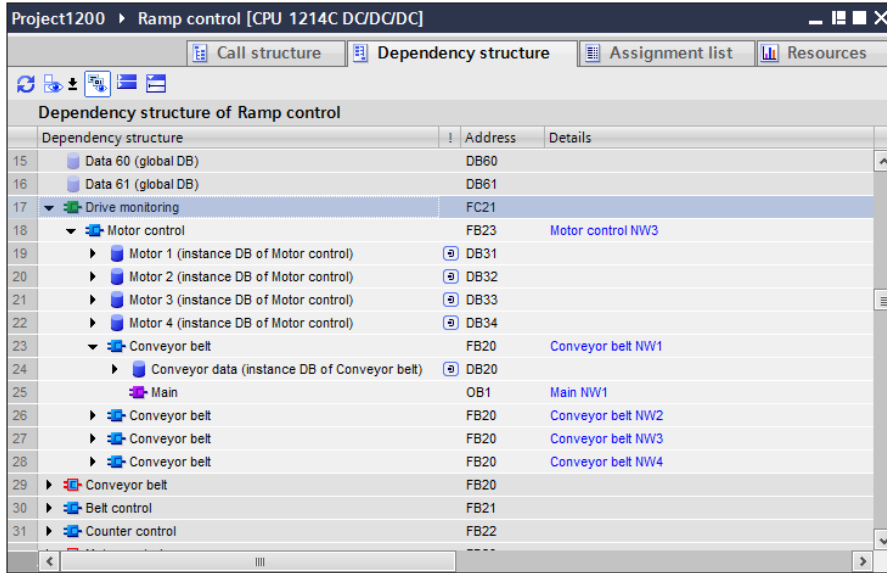 Project1200 ▸ Ramp control [CPU 1214C DC/DC/DC]
Call structure Dependency structure Assignment list Resources
Dependency structure of Ramp control
Dependency structure ! Address Details
15 Data 60 (global DB) DB60
16 Data 61 (global DB) DB61
17 Drive monitoring FC21
18 Motor control FB23 Motor control NW3
19 Motor 1 (instance DB of Motor control) DB31
20 Motor 2 (instance DB of Motor control) DB32
21 Motor 3 (instance DB of Motor control) DB33
22 Motor 4 (instance DB of Motor control) DB34
23 Conveyor belt FB20 Conveyor belt NW1
24 Conveyor data (instance DB of Conveyor belt) DB20
25 Main OB1 Main NW1
26 Conveyor belt FB20 Conveyor belt NW2
27 Conveyor belt FB20 Conveyor belt NW3
28 Conveyor belt FB20 Conveyor belt NW4
29 Conveyor belt FB20
30 Belt control FB21
31 Counter control FB22